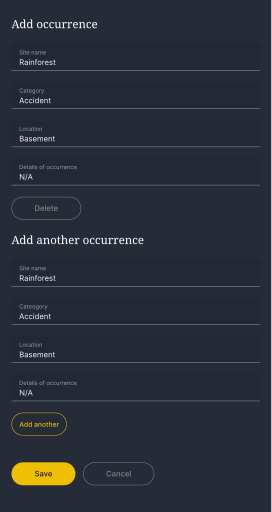 Add occurrence
Site name
Rainforest
Category
Accident
Location
Basement
Details of occurrence
N/A
Delete
Add another occurrence
Site name
Rainforest
Cateogory
Accident
Location
Basement
Details of occurrence
N/A
Add another
Save
Cancel